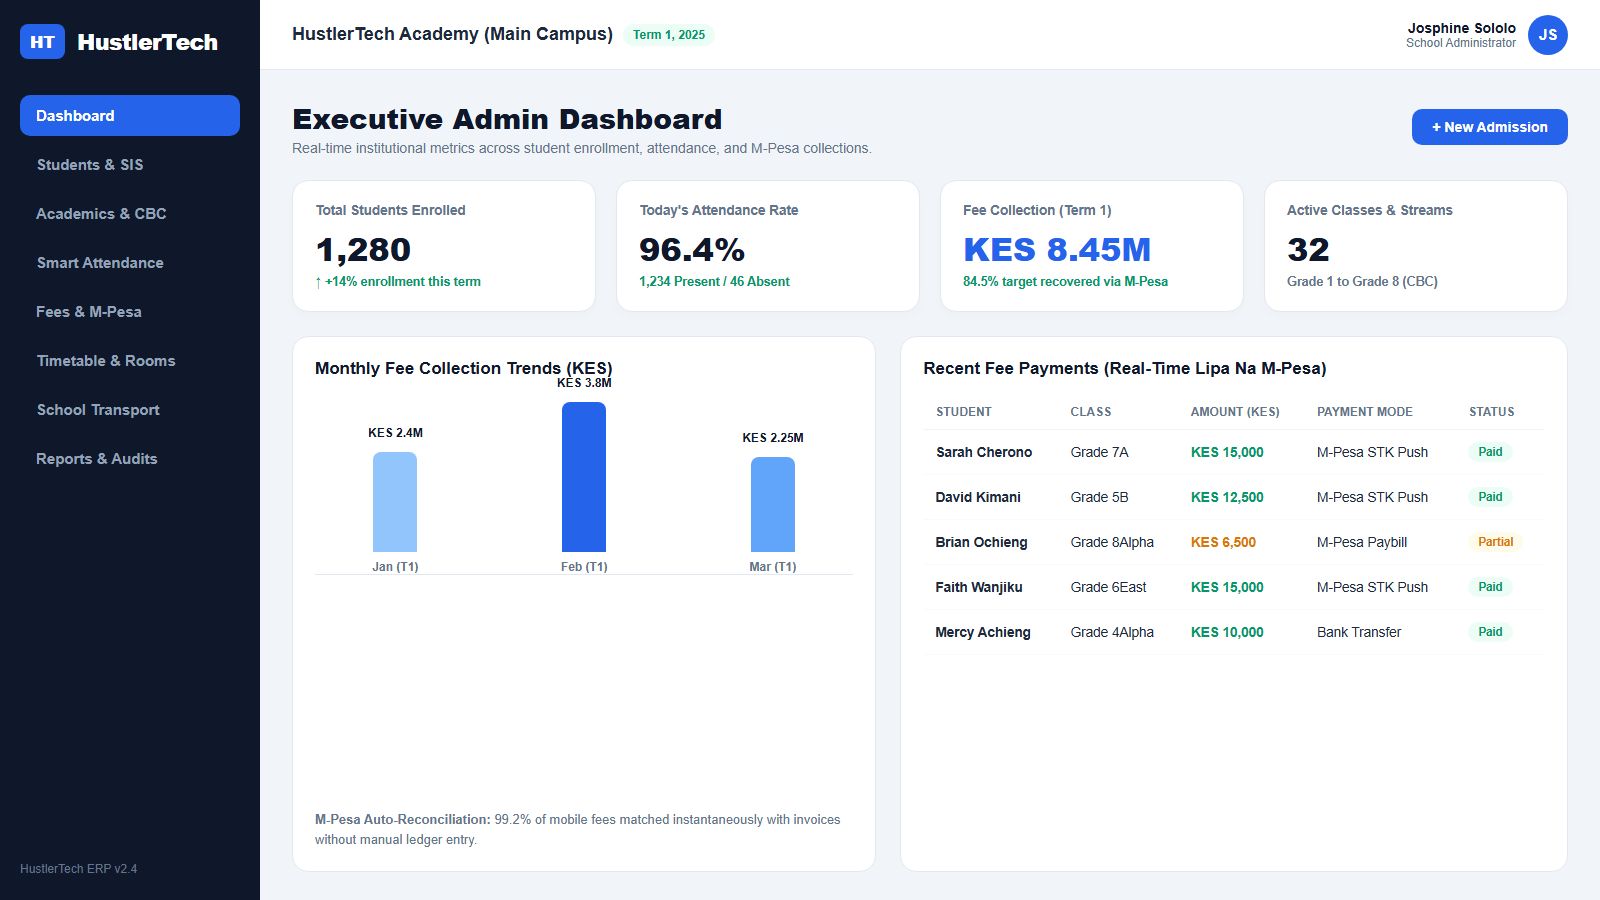 HT HustlerTech
Dashboard
Students & SIS
Academics & CBC
Smart Attendance
Fees & M-Pesa
Timetable & Rooms
School Transport
Reports & Audits
HustlerTech ERP v2.4
HustlerTech Academy (Main Campus) Term 1, 2025
Josphine Sololo
School Administrator
JS
Executive Admin Dashboard
Real-time institutional metrics across student enrollment, attendance, and M-Pesa collections.
+ New Admission
Total Students Enrolled
1,280
↑ +14% enrollment this term
Today's Attendance Rate
96.4%
1,234 Present / 46 Absent
Fee Collection (Term 1)
KES 8.45M
84.5% target recovered via M-Pesa
Active Classes & Streams
32
Grade 1 to Grade 8 (CBC)
Monthly Fee Collection Trends (KES)
KES 2.4M
KES 3.8M
KES 2.25M
Jan (T1)
Feb (T1)
Mar (T1)
M-Pesa Auto-Reconciliation: 99.2% of mobile fees matched instantaneously with invoices
without manual ledger entry.
Recent Fee Payments (Real-Time Lipa Na M-Pesa)
STUDENT CLASS AMOUNT (KES) PAYMENT MODE STATUS
Sarah Cherono Grade 7A KES 15,000 M-Pesa STK Push Paid
David Kimani Grade 5B KES 12,500 M-Pesa STK Push Paid
Brian Ochieng Grade 8Alpha KES 6,500 M-Pesa Paybill Partial
Faith Wanjiku Grade 6East KES 15,000 M-Pesa STK Push Paid
Mercy Achieng Grade 4Alpha KES 10,000 Bank Transfer Paid